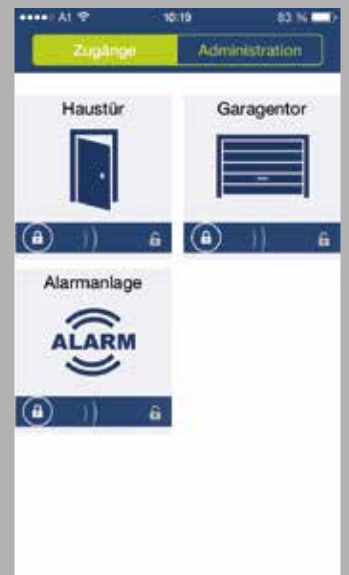 A1 10:19 83 %
Zugänge Administration
Haustür Garagentor
Alarmanlage
ALARM